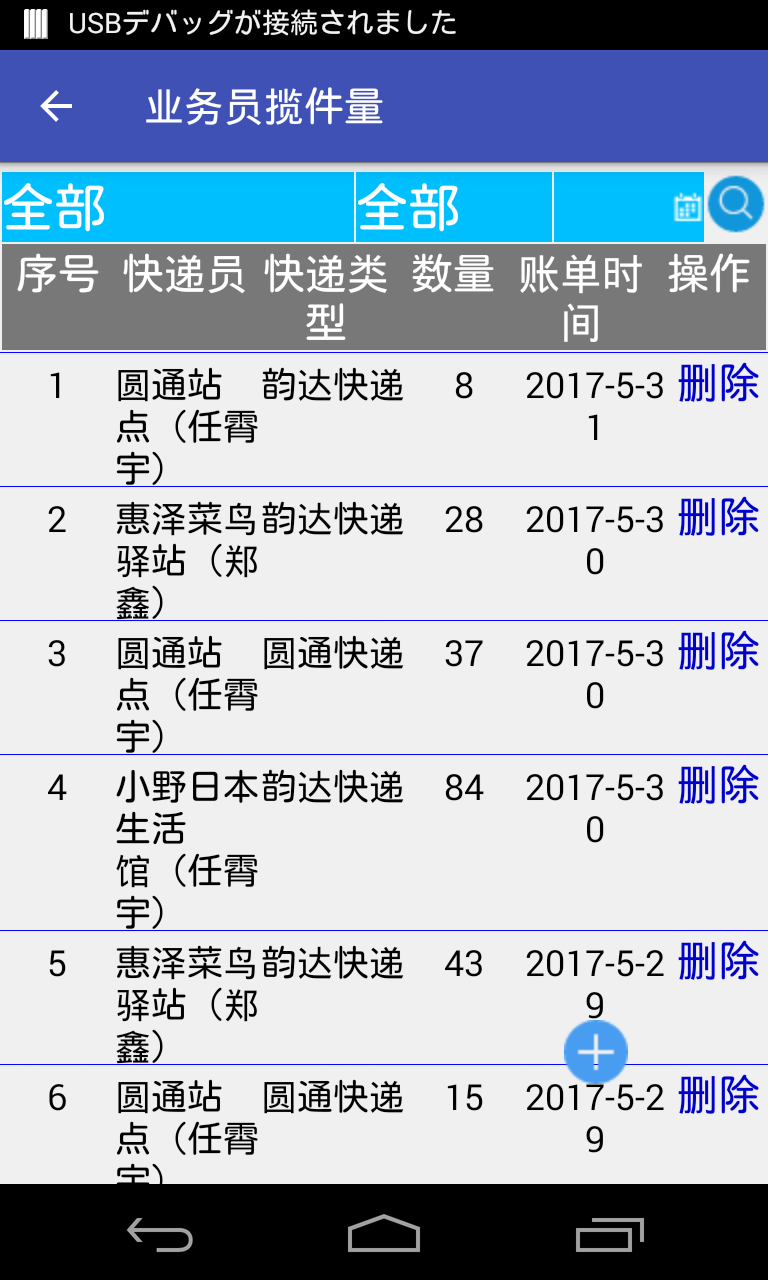 USBデバッグが接続されました
业务员揽件量
全部 全部
序号 快递员 快递类型 数量 账单时间 操作
1 圆通站点（任霄宇） 韵达快递 8 2017-5-31 删除
2 惠泽菜鸟驿站（郑鑫） 韵达快递 28 2017-5-30 删除
3 圆通站点（任霄宇） 圆通快递 37 2017-5-30 删除
4 小野日本生活馆（任霄宇） 韵达快递 84 2017-5-30 删除
5 惠泽菜鸟驿站（郑鑫） 韵达快递 43 2017-5-29 删除
6 圆通站点（任霄宇） 圆通快递 15 2017-5-29 删除